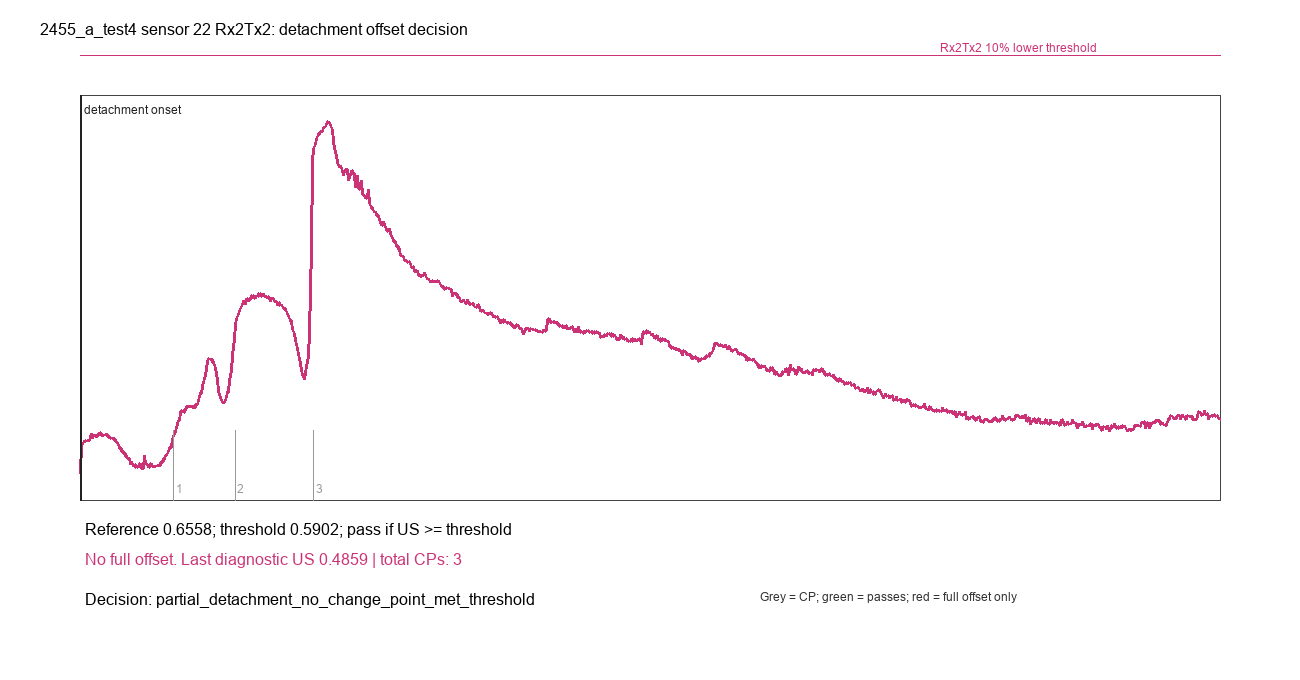 2455_a_test4 sensor 22 Rx2Tx2: detachment offset decision
Rx2Tx2 10% lower threshold
detachment onset
1
2
3
Reference 0.6558; threshold 0.5902; pass if US >= threshold
No full offset. Last diagnostic US 0.4859 | total CPs: 3
Decision: partial_detachment_no_change_point_met_threshold
Grey = CP; green = passes; red = full offset only